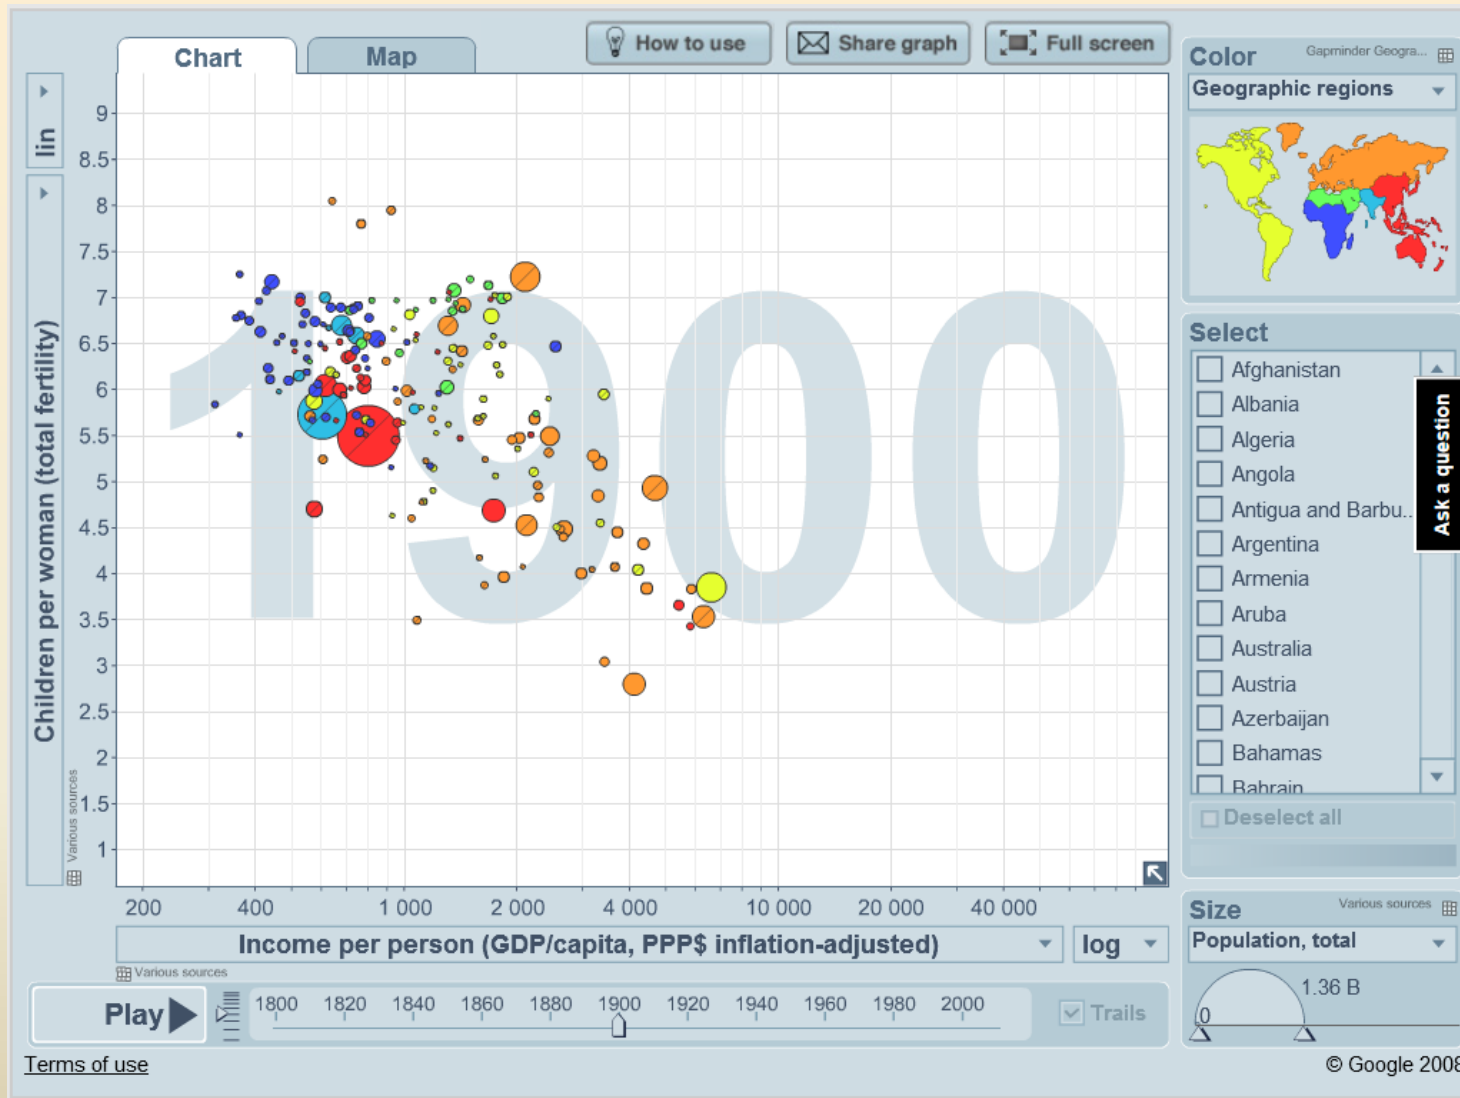 Chart
Map
How to use
Share graph
Full screen
lin
Children per woman (total fertility)
Various sources
9
8.5
8
7.5
7
6.5
6
5.5
5
4.5
4
3.5
3
2.5
2
1.5
1
1900
200 400 1 000 2 000 4 000 10 000 20 000 40 000
Income per person (GDP/capita, PPP$ inflation-adjusted)
log
Various sources
Play
1800 1820 1840 1860 1880 1900 1920 1940 1960 1980 2000
Trails
Terms of use
Color
Gapminder Geogra...
Geographic regions
Select
Afghanistan
Albania
Algeria
Angola
Antigua and Barbu..
Argentina
Armenia
Aruba
Australia
Austria
Azerbaijan
Bahamas
Bahrain
Ask a question
Deselect all
Size
Various sources
Population, total
1.36 B
0
© Google 2008